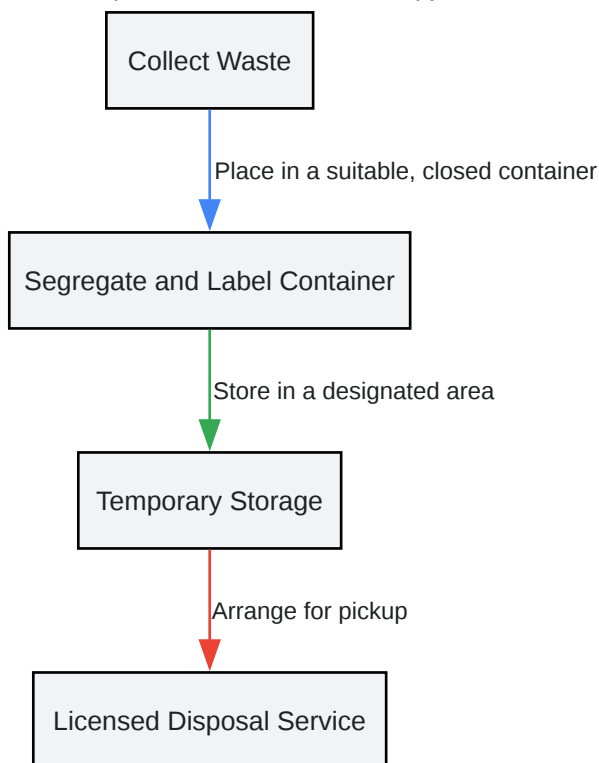 Collect Waste
Place in a suitable, closed container
Segregate and Label Container
Store in a designated area
Temporary Storage
Arrange for pickup
Licensed Disposal Service